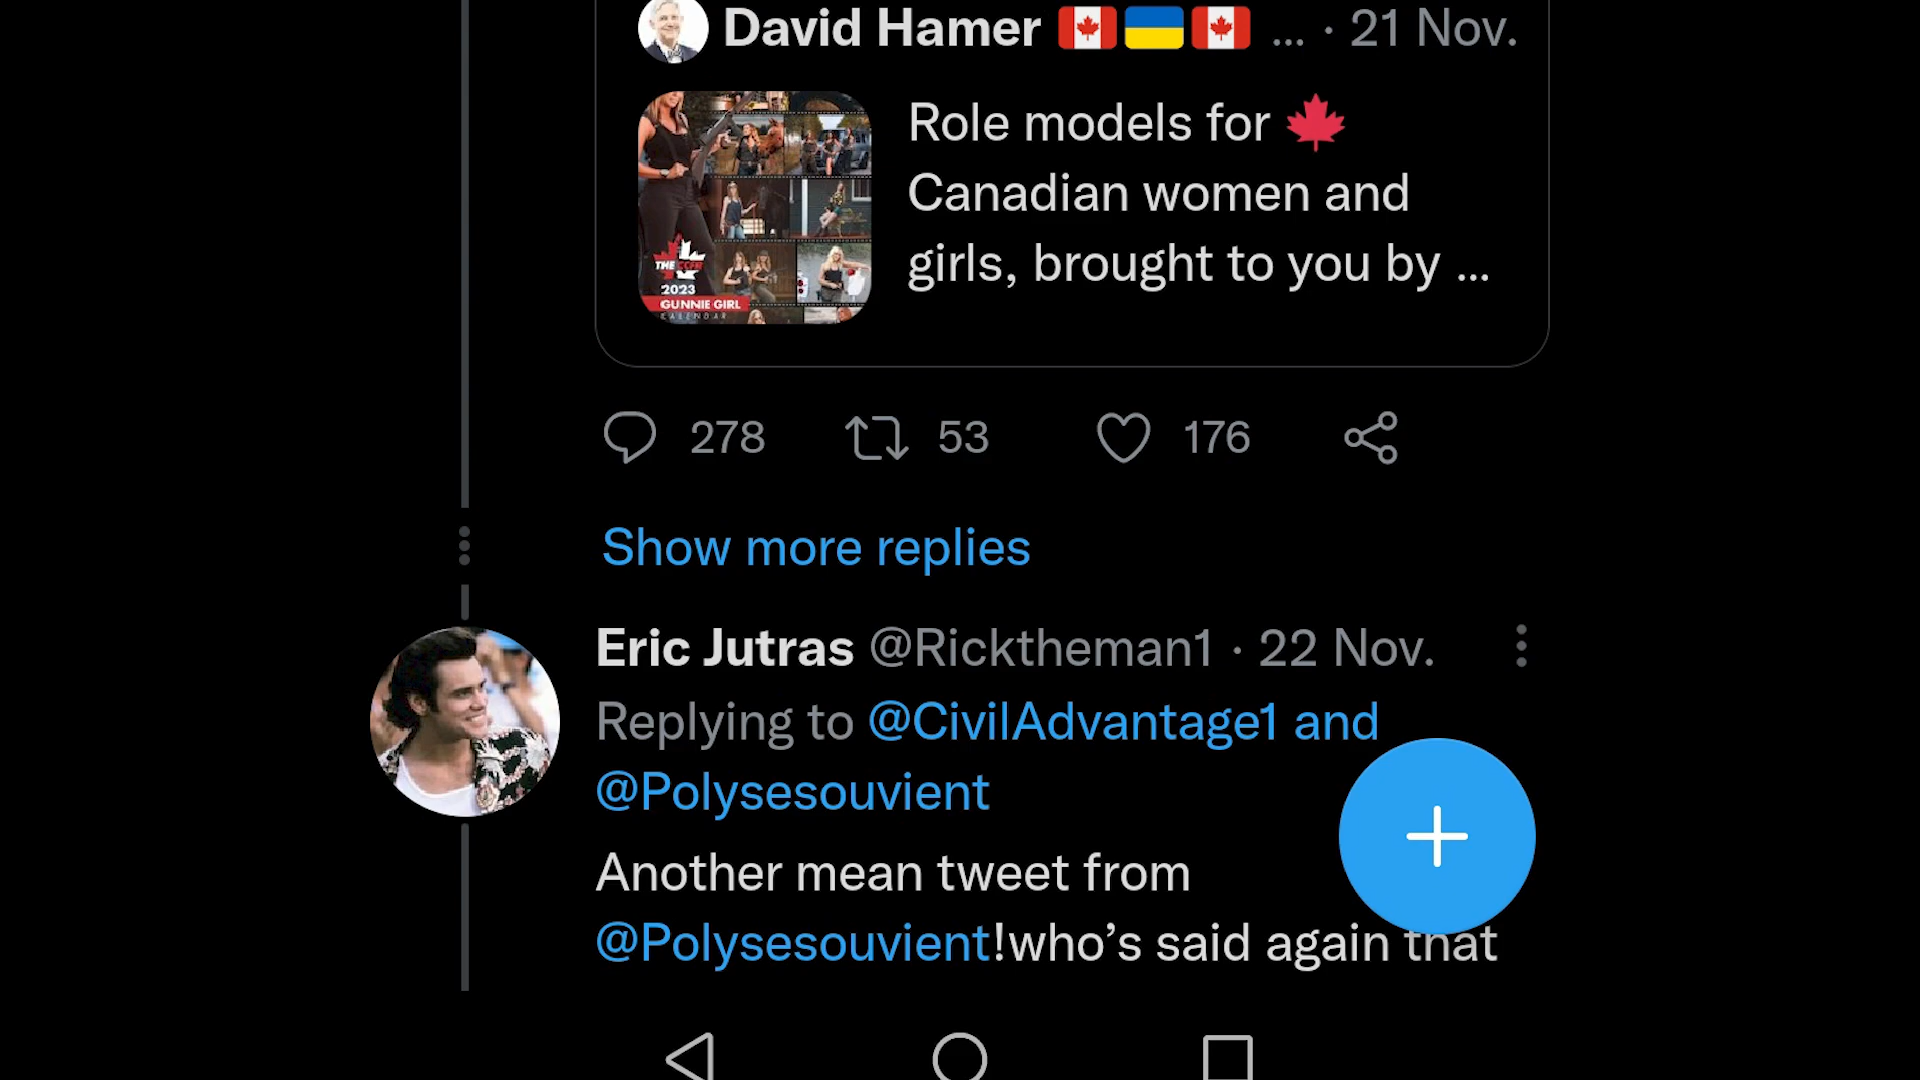 David Hamer 🇨🇦🇺🇦🇨🇦 ... · 21 Nov.
Role models for 🍁
Canadian women and
girls, brought to you by ...
THE CCFR
2023
GUNNIE GIRL
CALENDAR
278 53 176
Show more replies
Eric Jutras @Ricktheman1 · 22 Nov.
Replying to @CivilAdvantage1 and
@Polysesouvient
Another mean tweet from
@Polysesouvient!who’s said again that